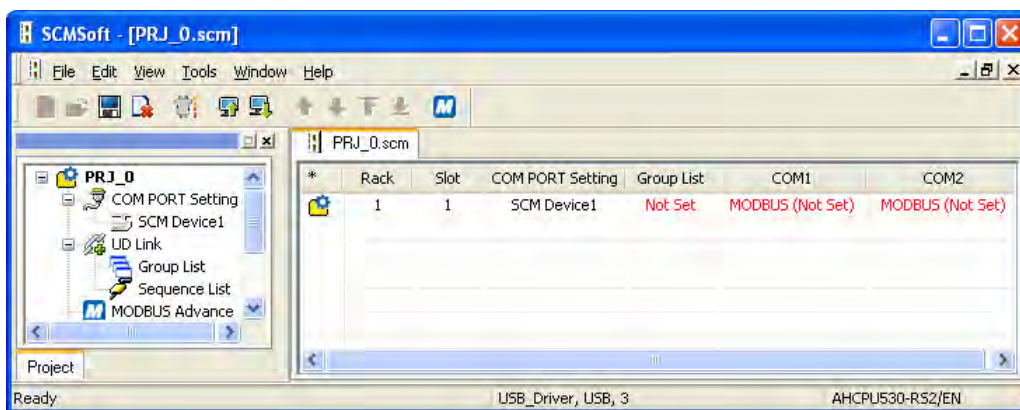 SCMSoft - [PRJ_0.scm]
File Edit View Tools Window Help
M
PRJ_0.scm
PRJ_0
COM PORT Setting
SCM Device1
UD Link
Group List
Sequence List
M MODBUS Advance
Project
* Rack Slot COM PORT Setting Group List COM1 COM2
1 1 SCM Device1 Not Set MODBUS (Not Set) MODBUS (Not Set)
Ready USB_Driver, USB, 3 AHCPU530-RS2/EN